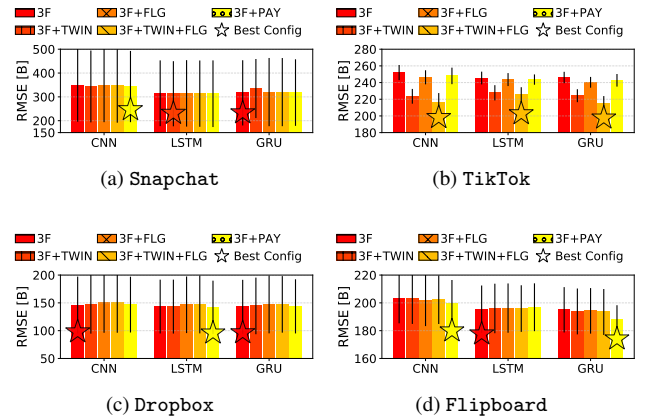 3F 3F+FLG 3F+PAY
3F+TWIN 3F+TWIN+FLG Best Config
RMSE [B]
500
400
300
200
150
CNN LSTM GRU
(a) Snapchat
3F 3F+FLG 3F+PAY
3F+TWIN 3F+TWIN+FLG Best Config
RMSE [B]
280
260
240
220
200
180
CNN LSTM GRU
(b) TikTok
3F 3F+FLG 3F+PAY
3F+TWIN 3F+TWIN+FLG Best Config
RMSE [B]
200
150
100
50
CNN LSTM GRU
(c) Dropbox
3F 3F+FLG 3F+PAY
3F+TWIN 3F+TWIN+FLG Best Config
RMSE [B]
220
200
180
160
CNN LSTM GRU
(d) Flipboard